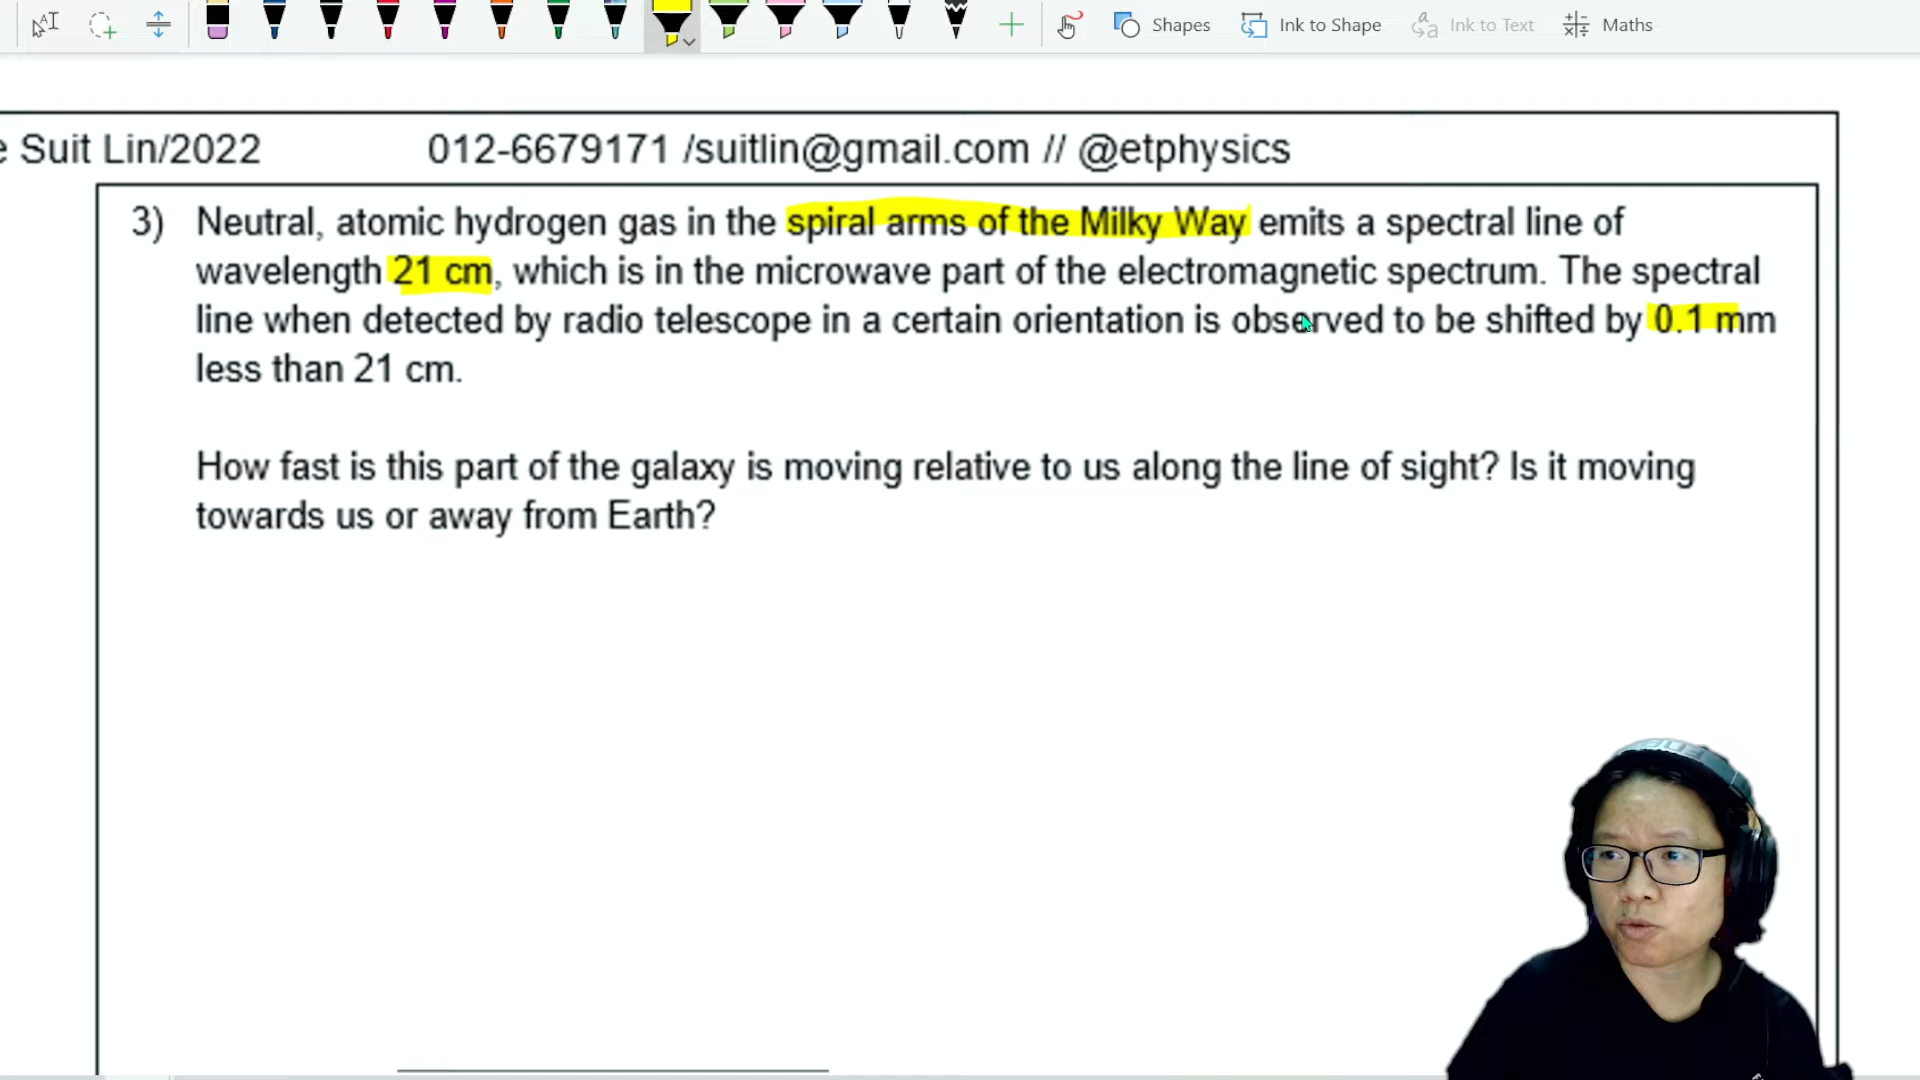 Shapes Ink to Shape Ink to Text Maths
Suit Lin/2022 012-6679171 /suitlin@gmail.com // @etphysics
3) Neutral, atomic hydrogen gas in the spiral arms of the Milky Way emits a spectral line of
wavelength 21 cm, which is in the microwave part of the electromagnetic spectrum. The spectral
line when detected by radio telescope in a certain orientation is observed to be shifted by 0.1 mm
less than 21 cm.
How fast is this part of the galaxy is moving relative to us along the line of sight? Is it moving
towards us or away from Earth?